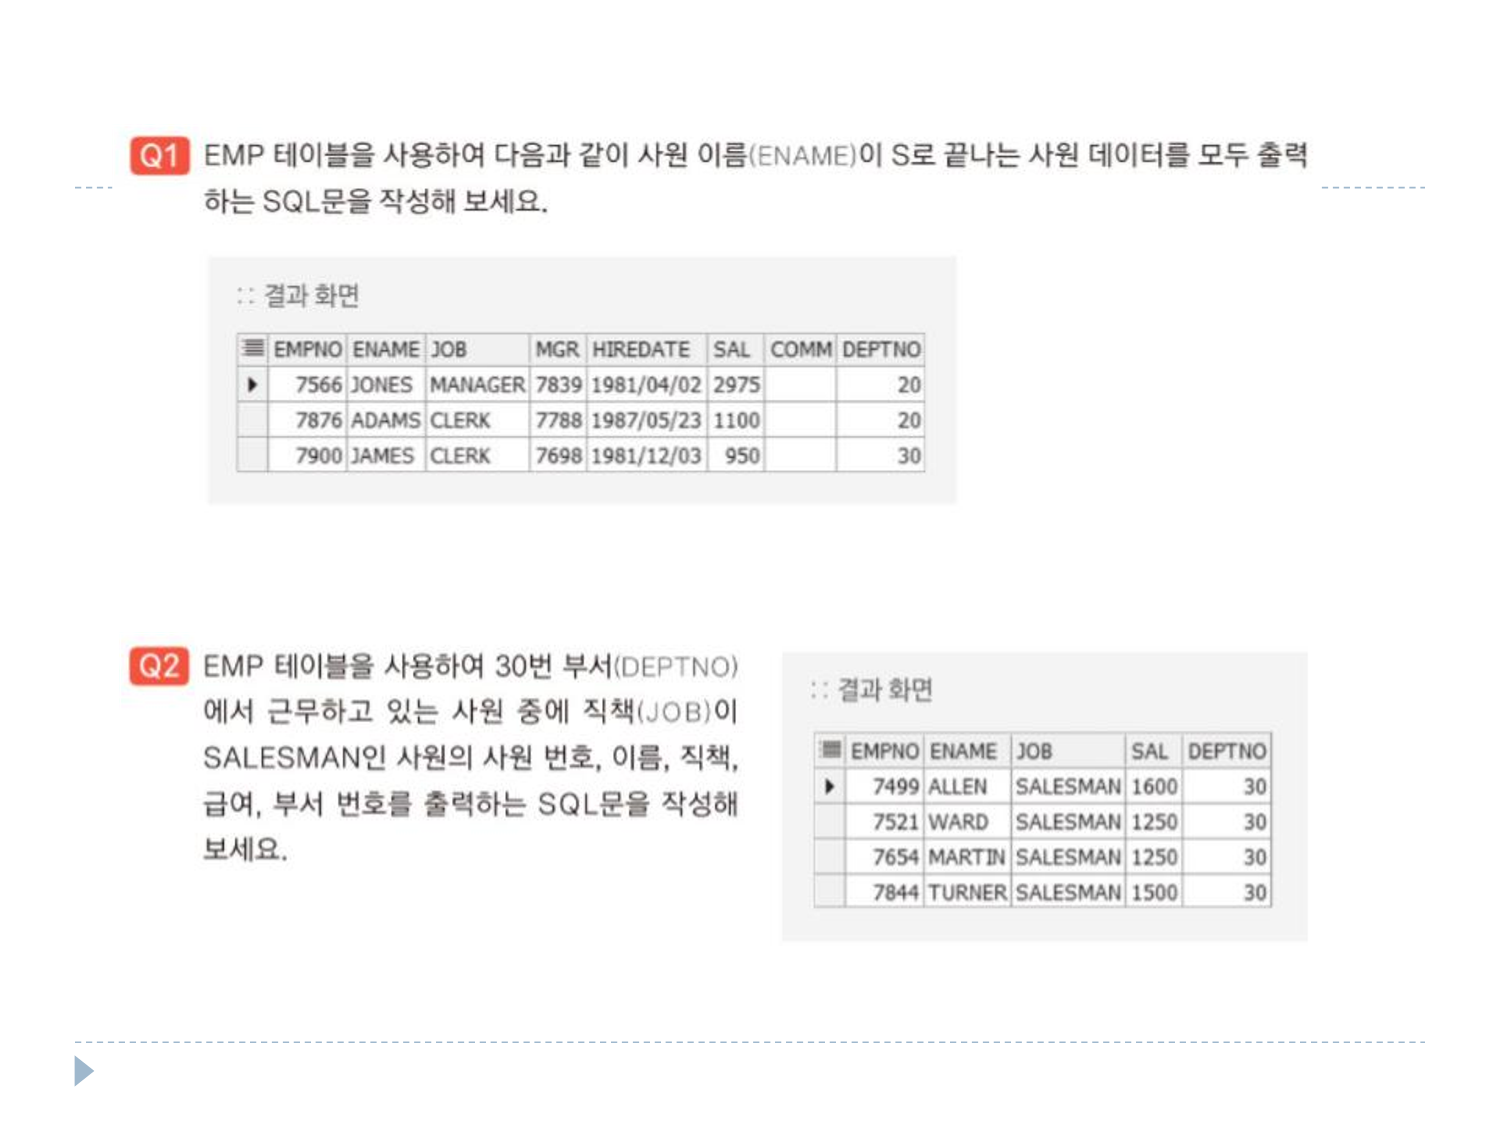 Q1 EMP 테이블을 사용하여 다음과 같이 사원 이름(ENAME)이 S로 끝나는 사원 데이터를 모두 출력
하는 SQL문을 작성해 보세요.
:: 결과 화면
EMPNO ENAME JOB MGR HIREDATE SAL COMM DEPTNO
7566 JONES MANAGER 7839 1981/04/02 2975 20
7876 ADAMS CLERK 7788 1987/05/23 1100 20
7900 JAMES CLERK 7698 1981/12/03 950 30
Q2 EMP 테이블을 사용하여 30번 부서(DEPTNO)
에서 근무하고 있는 사원 중에 직책(JOB)이
SALESMAN인 사원의 사원 번호, 이름, 직책,
급여, 부서 번호를 출력하는 SQL문을 작성해
보세요.
:: 결과 화면
EMPNO ENAME JOB SAL DEPTNO
7499 ALLEN SALESMAN 1600 30
7521 WARD SALESMAN 1250 30
7654 MARTIN SALESMAN 1250 30
7844 TURNER SALESMAN 1500 30